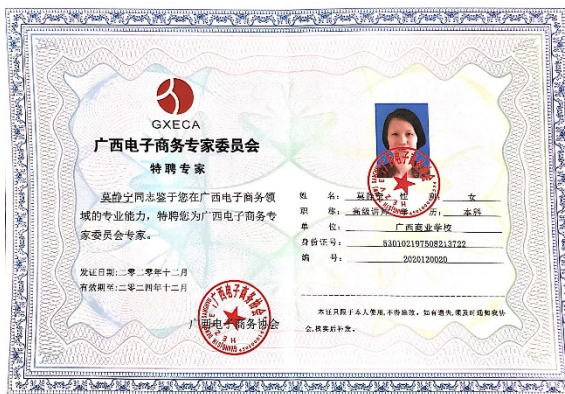 GXECA
广西电子商务专家委员会
特聘专家
莫静宁同志鉴于您在广西电子商务领
域的专业能力，特聘您为广西电子商务专
家委员会专家。
发证日期:二〇二〇年十二月
有效期至:二〇二四年十二月
广西电子商务协会
姓 名: 莫静宁 性 别: 女
职 称: 高级讲师 学 历: 本科
单 位: 广西商业学校
身份证号: 530102197508213722
编 号: 2020120020
本证只限于本人使用,不得涂改。如有遗失,须及时通知我协
会,核实后补发。